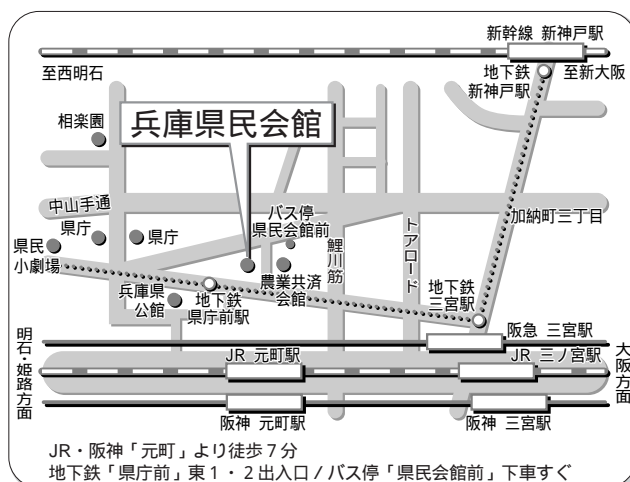 新幹線 新神戸駅
至西明石
地下鉄
新神戸駅
至新大阪
相楽園
兵庫県民会館
中山手通
県庁
県庁
バス停
県民会館前
加納町三丁目
県民
小劇場
兵庫県
公館
地下鉄
県庁前駅
農業共済
会館
鯉川筋
トアロード
地下鉄
三宮駅
阪急 三宮駅
明石・姫路方面
JR 元町駅
JR 三ノ宮駅
大阪方面
阪神 元町駅
阪神 三宮駅
JR・阪神「元町」より徒歩7分
地下鉄「県庁前」東1・2出入口/バス停「県民会館前」下車すぐ